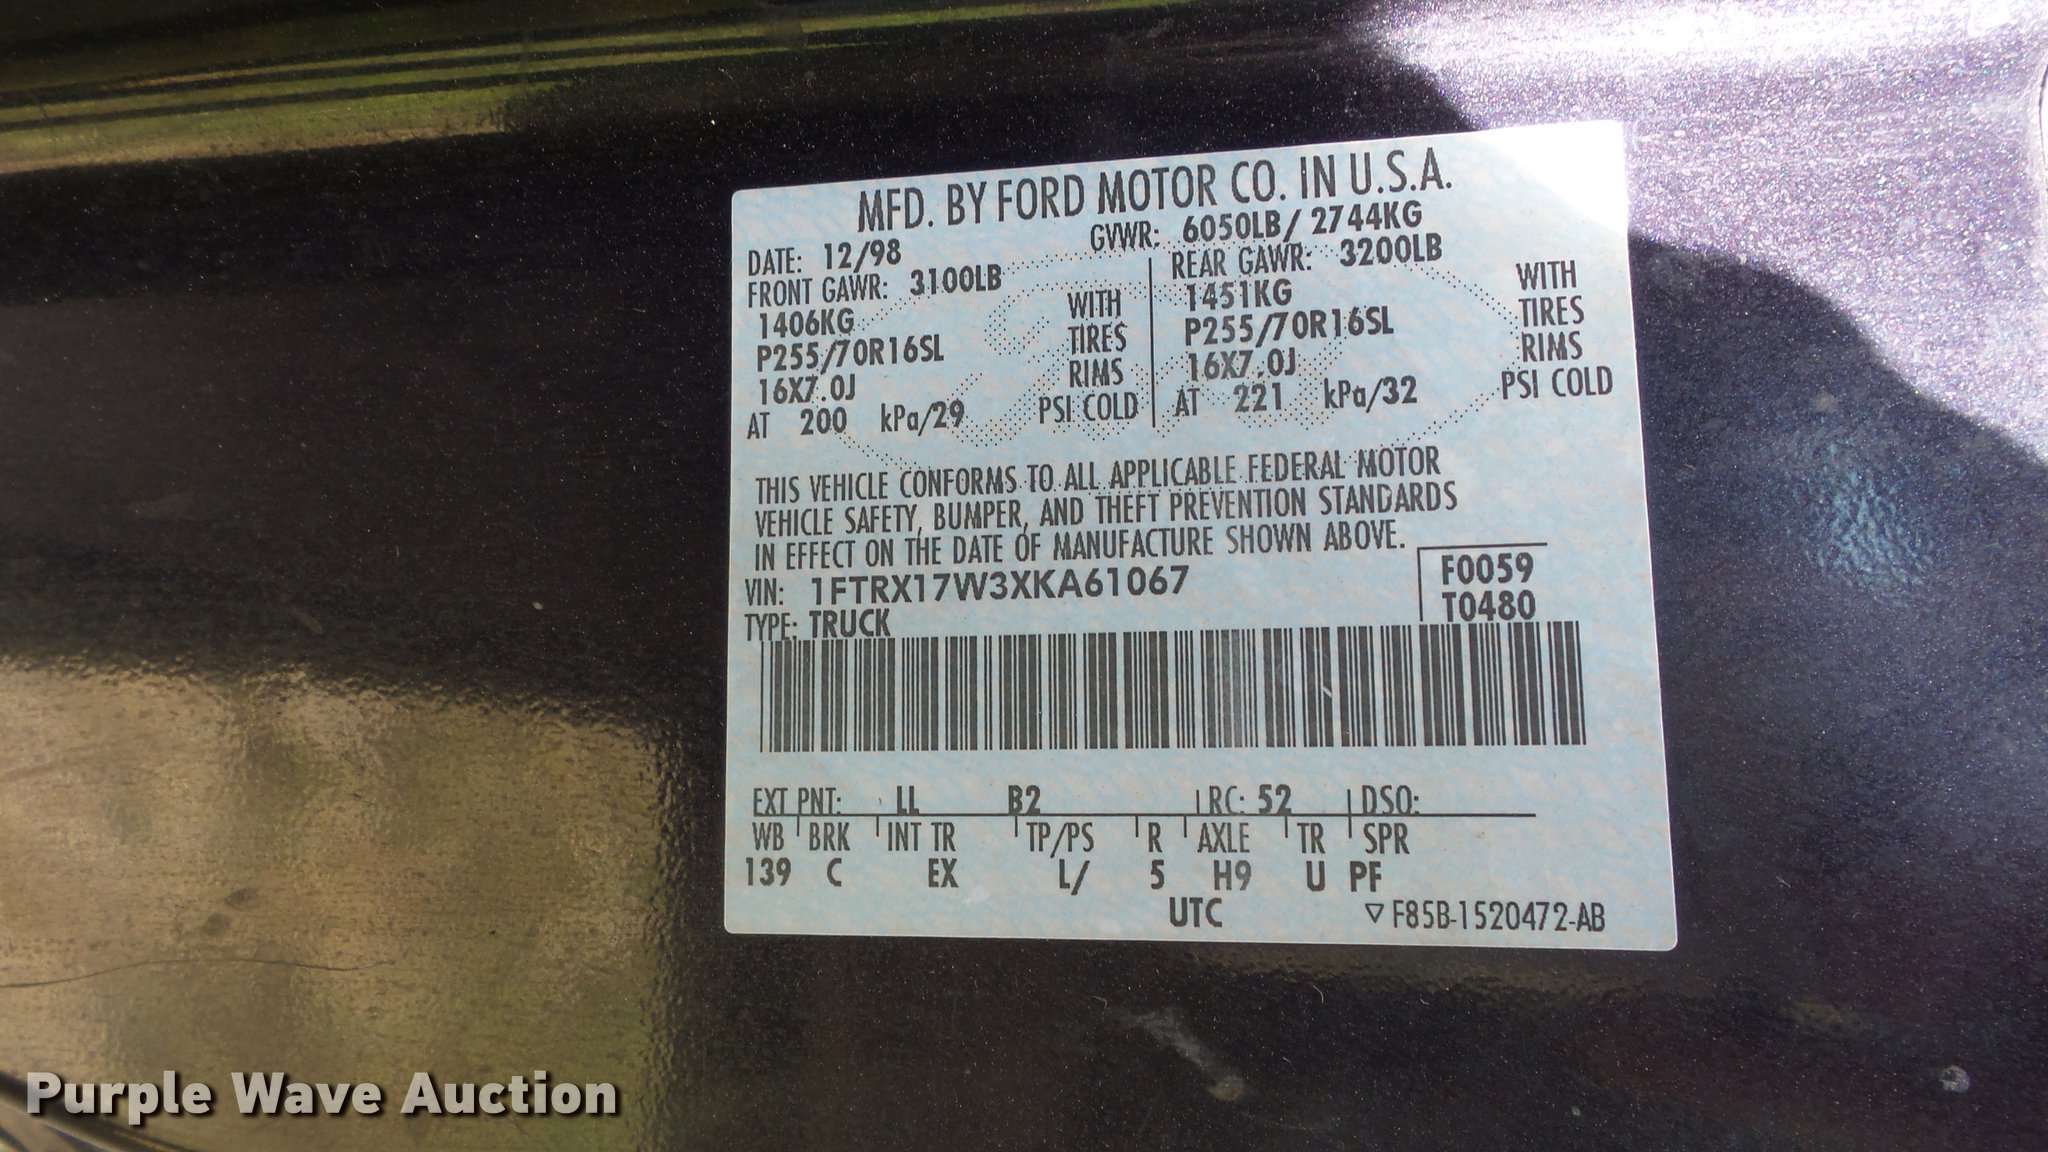 MFD. BY FORD MOTOR CO. IN U.S.A.
DATE: 12/98 GVWR: 6050LB/ 2744KG
FRONT GAWR: 3100LB REAR GAWR: 3200LB
1406KG WITH 1451KG WITH
P255/70R16SL TIRES P255/70R16SL TIRES
16X7.0J RIMS 16X7.0J RIMS
AT 200 kPa/29 PSI COLD AT 221 kPa/32 PSI COLD
THIS VEHICLE CONFORMS TO ALL APPLICABLE FEDERAL MOTOR
VEHICLE SAFETY, BUMPER, AND THEFT PREVENTION STANDARDS
IN EFFECT ON THE DATE OF MANUFACTURE SHOWN ABOVE.
VIN: 1FTRX17W3XKA61067 F0059
TYPE: TRUCK T0480
EXT PNT: LL B2 RC: 52 DSO:
WB BRK INT TR TP/PS R AXLE TR SPR
139 C EX L/ 5 H9 U PF
UTC F85B-1520472-AB
Purple Wave Auction